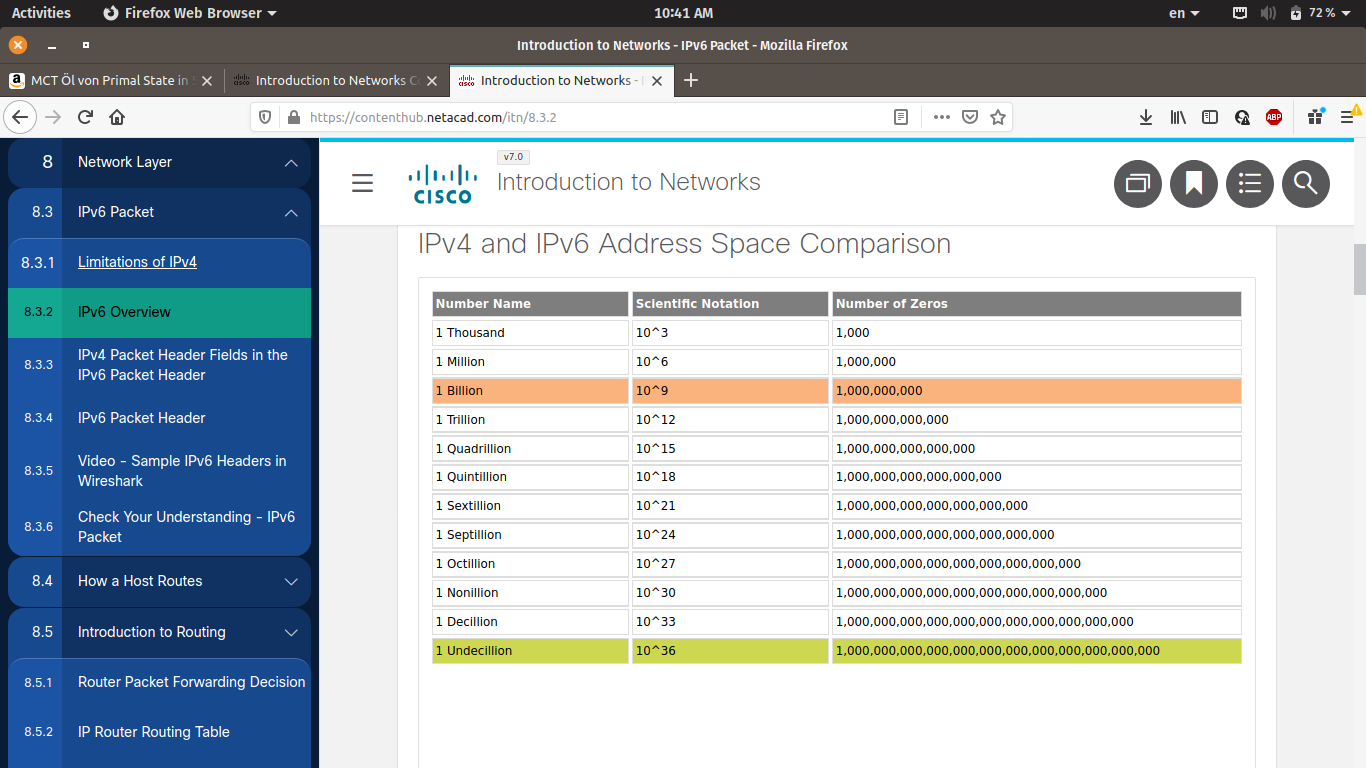 Activities Firefox Web Browser 10:41 AM en 72 %
Introduction to Networks - IPv6 Packet - Mozilla Firefox
MCT Öl von Primal State in Introduction to Networks Introduction to Networks -
https://contenthub.netacad.com/itn/8.3.2 ABP
8 Network Layer
8.3 IPv6 Packet
8.3.1 Limitations of IPv4
8.3.2 IPv6 Overview
8.3.3 IPv4 Packet Header Fields in the
IPv6 Packet Header
8.3.4 IPv6 Packet Header
8.3.5 Video - Sample IPv6 Headers in
Wireshark
8.3.6 Check Your Understanding - IPv6
Packet
8.4 How a Host Routes
8.5 Introduction to Routing
8.5.1 Router Packet Forwarding Decision
8.5.2 IP Router Routing Table
v7.0
CISCO Introduction to Networks
IPv4 and IPv6 Address Space Comparison
Number Name Scientific Notation Number of Zeros
1 Thousand 10^3 1,000
1 Million 10^6 1,000,000
1 Billion 10^9 1,000,000,000
1 Trillion 10^12 1,000,000,000,000
1 Quadrillion 10^15 1,000,000,000,000,000
1 Quintillion 10^18 1,000,000,000,000,000,000
1 Sextillion 10^21 1,000,000,000,000,000,000,000
1 Septillion 10^24 1,000,000,000,000,000,000,000,000
1 Octillion 10^27 1,000,000,000,000,000,000,000,000,000
1 Nonillion 10^30 1,000,000,000,000,000,000,000,000,000,000
1 Decillion 10^33 1,000,000,000,000,000,000,000,000,000,000,000
1 Undecillion 10^36 1,000,000,000,000,000,000,000,000,000,000,000,000